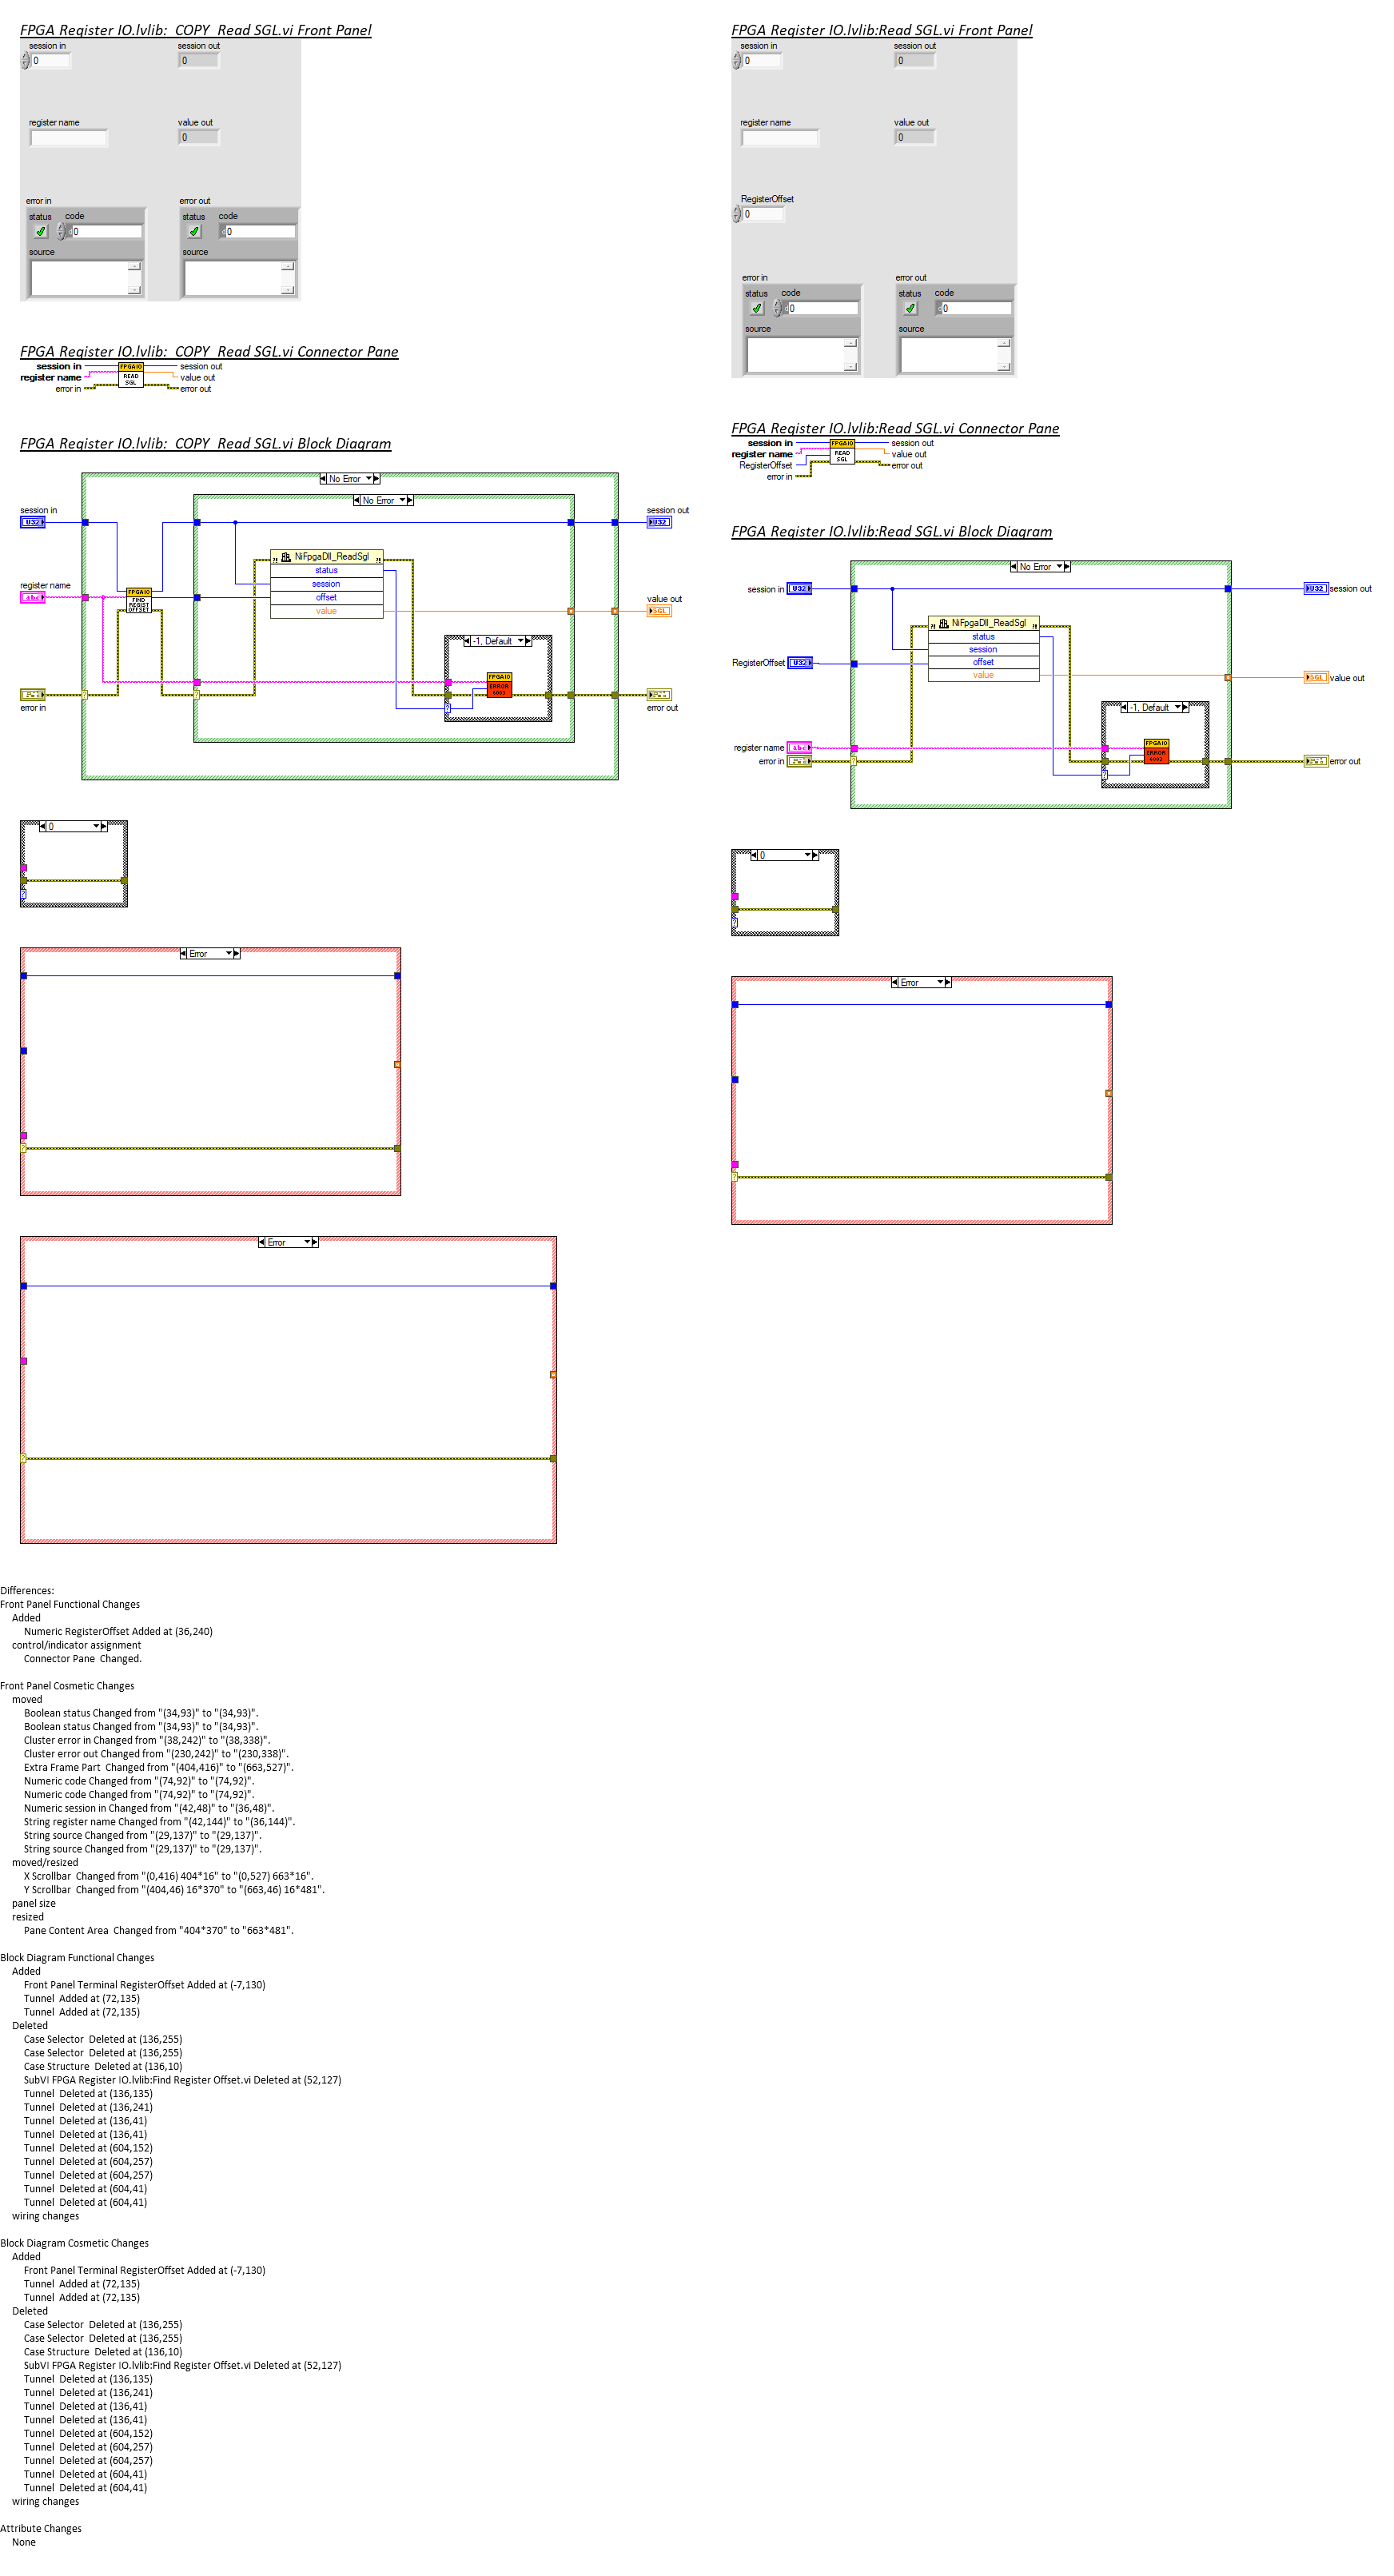 FPGA Register IO.lvlib:  COPY  Read SGL.vi Front Panel
session in
session out
0
0
register name
value out
0
error in
error out
status
code
status
code
0
0
source
source
FPGA Register IO.lvlib:  COPY  Read SGL.vi Connector Pane
session in
FPGA IO
session out
register name
READ
SGL
value out
error in
error out
FPGA Register IO.lvlib:  COPY  Read SGL.vi Block Diagram
No Error
No Error
session in
session out
U32
U32
NiFpgaDll_ReadSgl
status
session
offset
value
register name
abc
FPGA IO
FIND
REGIST
OFFSET
value out
SGL
-1, Default
FPGA IO
ERROR
6003
error in
error out
0
Error
Error
FPGA Register IO.lvlib:Read SGL.vi Front Panel
session in
session out
0
0
register name
value out
0
RegisterOffset
0
error in
error out
status
code
status
code
0
0
source
source
FPGA Register IO.lvlib:Read SGL.vi Connector Pane
session in
FPGA IO
session out
register name
READ
SGL
value out
RegisterOffset
error out
error in
FPGA Register IO.lvlib:Read SGL.vi Block Diagram
No Error
session in
U32
U32
session out
NiFpgaDll_ReadSgl
status
session
RegisterOffset
U32
offset
value
SGL
value out
-1, Default
register name
abc
FPGA IO
ERROR
6003
error in
error out
0
Error
Differences:
Front Panel Functional Changes
Added
Numeric RegisterOffset Added at (36,240)
control/indicator assignment
Connector Pane  Changed.
Front Panel Cosmetic Changes
moved
Boolean status Changed from "(34,93)" to "(34,93)".
Boolean status Changed from "(34,93)" to "(34,93)".
Cluster error in Changed from "(38,242)" to "(38,338)".
Cluster error out Changed from "(230,242)" to "(230,338)".
Extra Frame Part  Changed from "(404,416)" to "(663,527)".
Numeric code Changed from "(74,92)" to "(74,92)".
Numeric code Changed from "(74,92)" to "(74,92)".
Numeric session in Changed from "(42,48)" to "(36,48)".
String register name Changed from "(42,144)" to "(36,144)".
String source Changed from "(29,137)" to "(29,137)".
String source Changed from "(29,137)" to "(29,137)".
moved/resized
X Scrollbar  Changed from "(0,416) 404*16" to "(0,527) 663*16".
Y Scrollbar  Changed from "(404,46) 16*370" to "(663,46) 16*481".
panel size
resized
Pane Content Area  Changed from "404*370" to "663*481".
Block Diagram Functional Changes
Added
Front Panel Terminal RegisterOffset Added at (-7,130)
Tunnel  Added at (72,135)
Tunnel  Added at (72,135)
Deleted
Case Selector  Deleted at (136,255)
Case Selector  Deleted at (136,255)
Case Structure  Deleted at (136,10)
SubVI FPGA Register IO.lvlib:Find Register Offset.vi Deleted at (52,127)
Tunnel  Deleted at (136,135)
Tunnel  Deleted at (136,241)
Tunnel  Deleted at (136,41)
Tunnel  Deleted at (136,41)
Tunnel  Deleted at (604,152)
Tunnel  Deleted at (604,257)
Tunnel  Deleted at (604,257)
Tunnel  Deleted at (604,41)
Tunnel  Deleted at (604,41)
wiring changes
Block Diagram Cosmetic Changes
Added
Front Panel Terminal RegisterOffset Added at (-7,130)
Tunnel  Added at (72,135)
Tunnel  Added at (72,135)
Deleted
Case Selector  Deleted at (136,255)
Case Selector  Deleted at (136,255)
Case Structure  Deleted at (136,10)
SubVI FPGA Register IO.lvlib:Find Register Offset.vi Deleted at (52,127)
Tunnel  Deleted at (136,135)
Tunnel  Deleted at (136,241)
Tunnel  Deleted at (136,41)
Tunnel  Deleted at (136,41)
Tunnel  Deleted at (604,152)
Tunnel  Deleted at (604,257)
Tunnel  Deleted at (604,257)
Tunnel  Deleted at (604,41)
Tunnel  Deleted at (604,41)
wiring changes
Attribute Changes
None